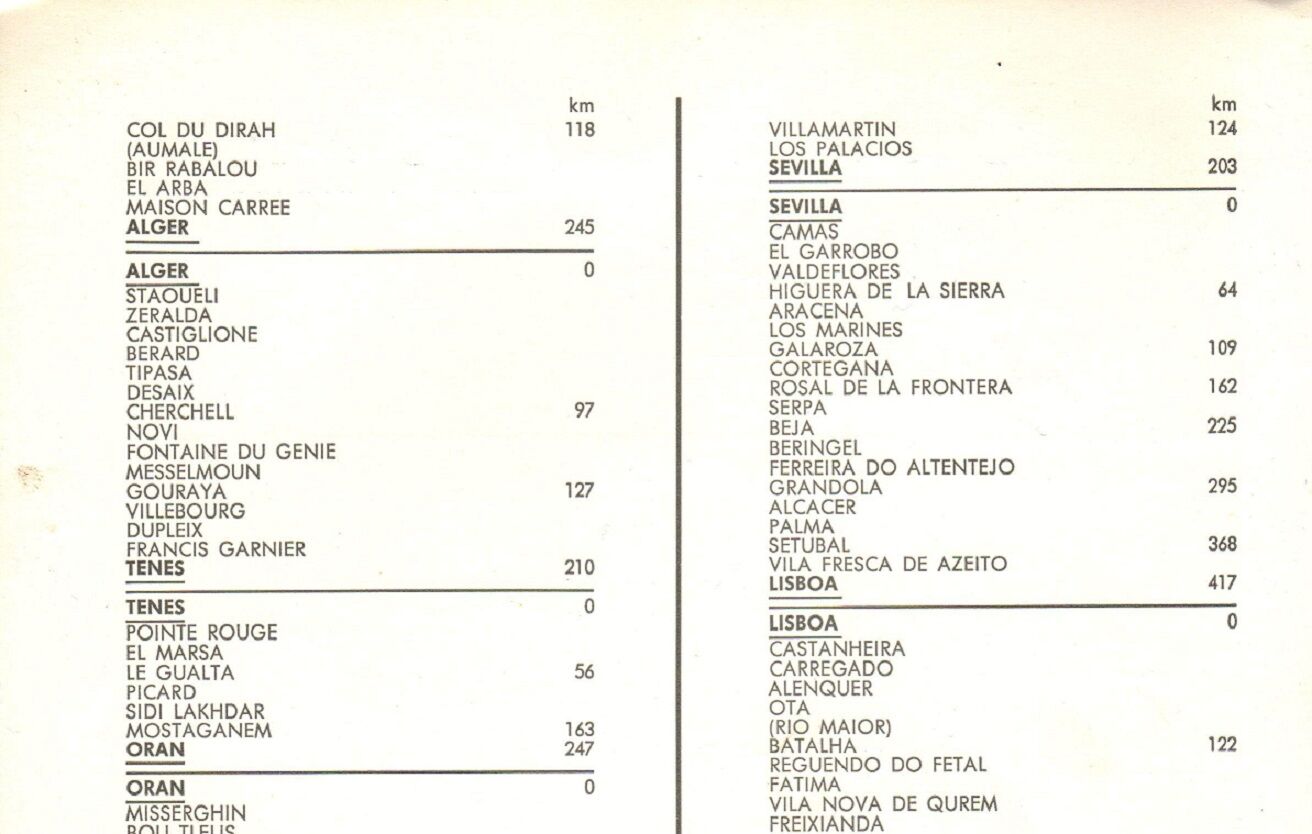 km
COL DU DIRAH 118
(AUMALE)
BIR RABALOU
EL ARBA
MAISON CARREE
ALGER 245
ALGER 0
STAOUELI
ZERALDA
CASTIGLIONE
BERARD
TIPASA
DESAIX
CHERCHELL 97
NOVI
FONTAINE DU GENIE
MESSELMOUN
GOURAYA 127
VILLEBOURG
DUPLEIX
FRANCIS GARNIER
TENES 210
TENES 0
POINTE ROUGE
EL MARSA
LE GUALTA 56
PICARD
SIDI LAKHDAR
MOSTAGANEM 163
ORAN 247
ORAN 0
MISSERGHIN
BOU TLELIS
km
VILLAMARTIN 124
LOS PALACIOS
SEVILLA 203
SEVILLA 0
CAMAS
EL GARROBO
VALDEFLORES
HIGUERA DE LA SIERRA 64
ARACENA
LOS MARINES
GALAROZA 109
CORTEGANA
ROSAL DE LA FRONTERA 162
SERPA
BEJA 225
BERINGEL
FERREIRA DO ALTENTEJO
GRANDOLA 295
ALCACER
PALMA
SETUBAL 368
VILA FRESCA DE AZEITO
LISBOA 417
LISBOA 0
CASTANHEIRA
CARREGADO
ALENQUER
OTA
(RIO MAIOR)
BATALHA 122
REGUENDO DO FETAL
FATIMA
VILA NOVA DE QUREM
FREIXIANDA